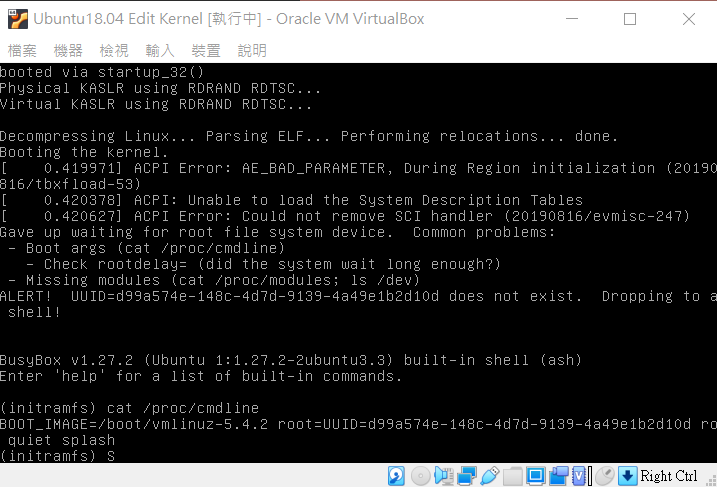 Ubuntu18.04 Edit Kernel [執行中] - Oracle VM VirtualBox
檔案 機器 檢視 輸入 裝置 說明
booted via startup_32()
Physical KASLR using RDRAND RDTSC...
Virtual KASLR using RDRAND RDTSC...
Decompressing Linux... Parsing ELF... Performing relocations... done.
Booting the kernel.
[    0.419971] ACPI Error: AE_BAD_PARAMETER, During Region initialization (20190
816/tbxfload-53)
[    0.420378] ACPI: Unable to load the System Description Tables
[    0.420627] ACPI Error: Could not remove SCI handler (20190816/evmisc-247)
Gave up waiting for root file system device.  Common problems:
 - Boot args (cat /proc/cmdline)
   - Check rootdelay= (did the system wait long enough?)
 - Missing modules (cat /proc/modules; ls /dev)
ALERT!  UUID=d99a574e-148c-4d7d-9139-4a49e1b2d10d does not exist.  Dropping to a
 shell!
BusyBox v1.27.2 (Ubuntu 1:1.27.2-2ubuntu3.3) built-in shell (ash)
Enter 'help' for a list of built-in commands.
(initramfs) cat /proc/cmdline
BOOT_IMAGE=/boot/vmlinuz-5.4.2 root=UUID=d99a574e-148c-4d7d-9139-4a49e1b2d10d ro
 quiet splash
(initramfs) S
Right Ctrl